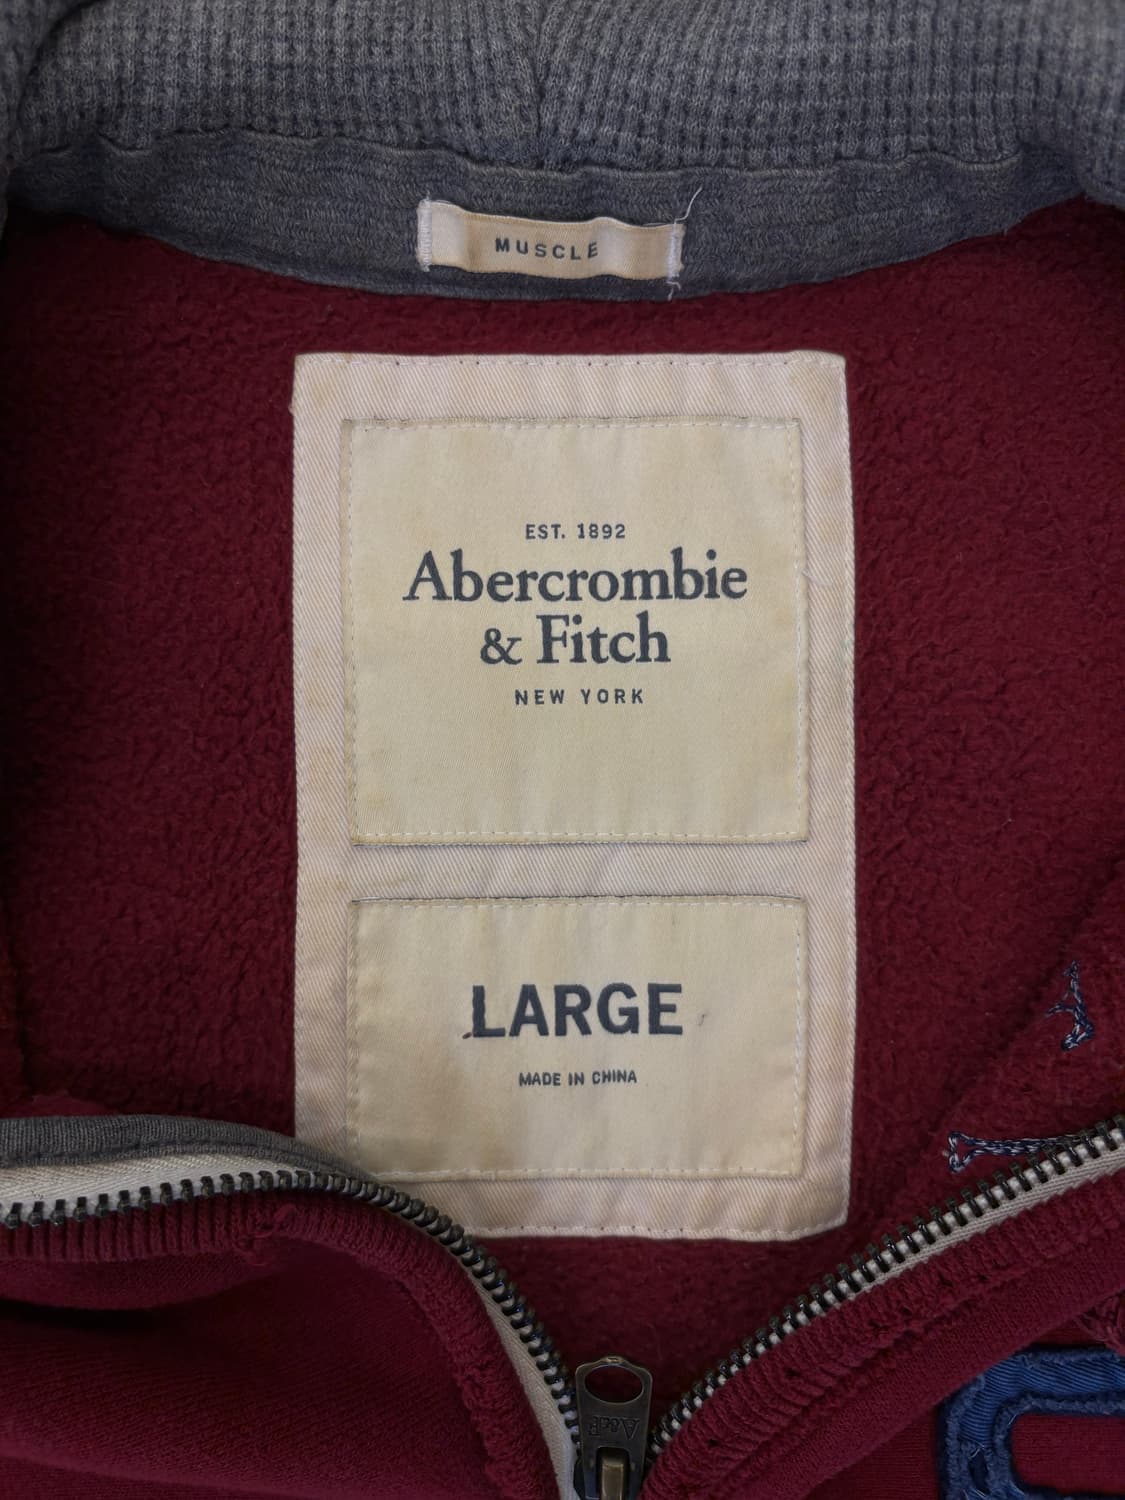 MUSCLE
EST. 1892
Abercrombie
& Fitch
NEW YORK
LARGE
MADE IN CHINA
A&F